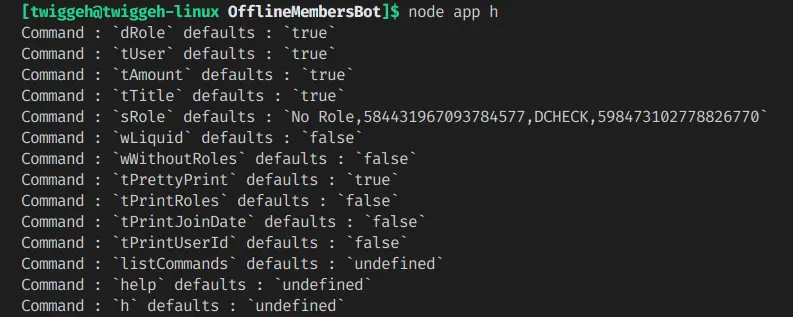 [twiggeh@twiggeh-linux OfflineMembersBot]$ node app h
Command : `dRole` defaults : `true`
Command : `tUser` defaults : `true`
Command : `tAmount` defaults : `true`
Command : `tTitle` defaults : `true`
Command : `sRole` defaults : `No Role,584431967093784577,DCHECK,598473102778826770`
Command : `wLiquid` defaults : `false`
Command : `wWithoutRoles` defaults : `false`
Command : `tPrettyPrint` defaults : `true`
Command : `tPrintRoles` defaults : `false`
Command : `tPrintJoinDate` defaults : `false`
Command : `tPrintUserId` defaults : `false`
Command : `listCommands` defaults : `undefined`
Command : `help` defaults : `undefined`
Command : `h` defaults : `undefined`